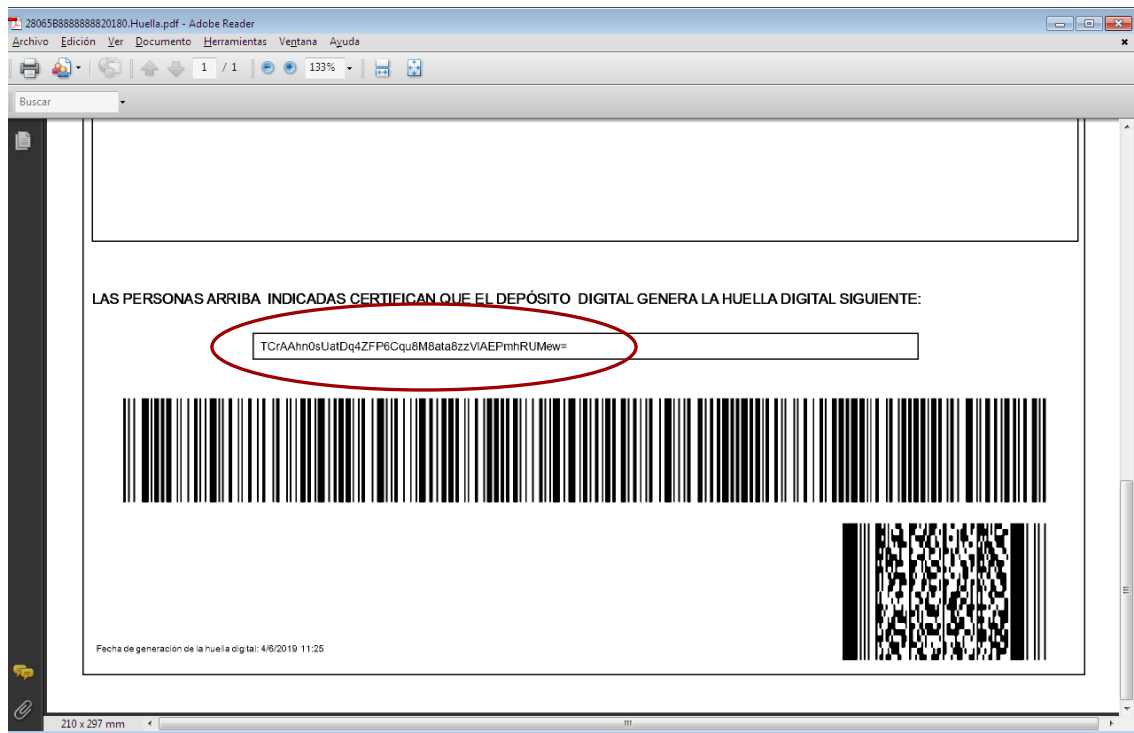 28065B8888888820180.Huella.pdf - Adobe Reader
Archivo Edición Ver Documento Herramientas Ventana Ayuda
1 / 1 133%
Buscar
LAS PERSONAS ARRIBA INDICADAS CERTIFICAN QUE EL DEPÓSITO DIGITAL GENERA LA HUELLA DIGITAL SIGUIENTE:
TCrAAhn0sUatDq4ZFP6Cqu8M8ata8zzVlAEPmhRUMew=
Fecha de generación de la huella digital: 4/6/2019 11:25
210 x 297 mm